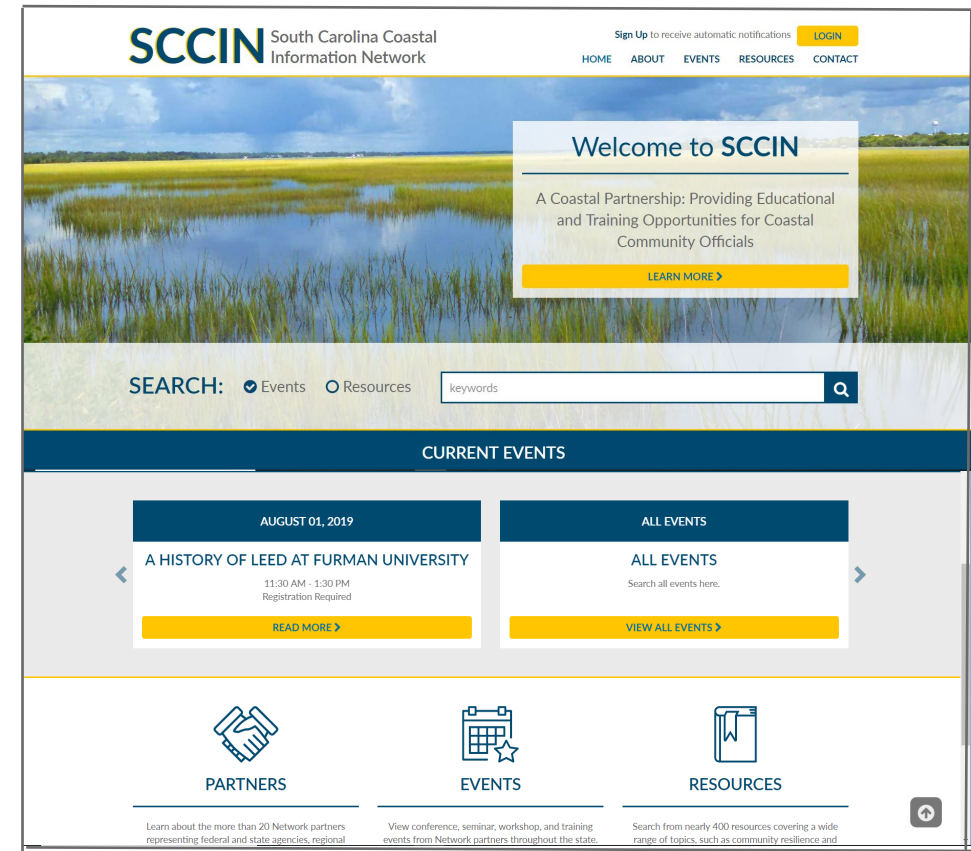 SCCIN South Carolina Coastal
Information Network
Sign Up to receive automatic notifications LOGIN
HOME ABOUT EVENTS RESOURCES CONTACT
Welcome to SCCIN
A Coastal Partnership: Providing Educational
and Training Opportunities for Coastal
Community Officials
LEARN MORE
SEARCH: Events Resources keywords
CURRENT EVENTS
AUGUST 01, 2019
A HISTORY OF LEED AT FURMAN UNIVERSITY
11:30 AM - 1:30 PM
Registration Required
READ MORE
ALL EVENTS
ALL EVENTS
Search all events here.
VIEW ALL EVENTS
PARTNERS
Learn about the more than 20 Network partners
representing federal and state agencies, regional
EVENTS
View conference, seminar, workshop, and training
events from Network partners throughout the state.
RESOURCES
Search from nearly 400 resources covering a wide
range of topics, such as community resilience and